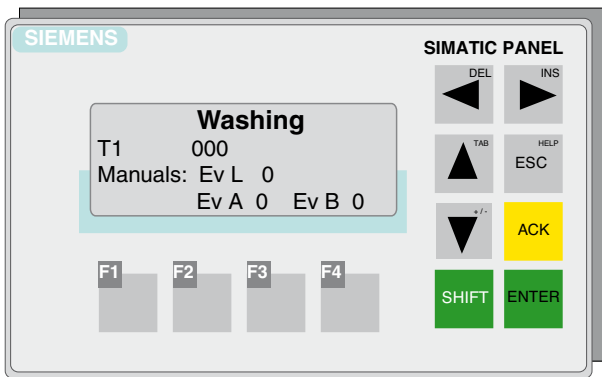 SIEMENS
SIMATIC PANEL
DEL
INS
Washing
T1 000
Manuals: Ev L 0
Ev A 0 Ev B 0
TAB
HELP
ESC
+ / -
ACK
F1 F2 F3 F4
SHIFT ENTER